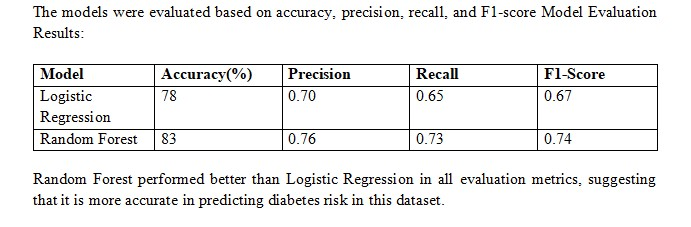 The models were evaluated based on accuracy, precision, recall, and F1-score Model Evaluation
Results:
Model Accuracy(%) Precision Recall F1-Score
Logistic 78 0.70 0.65 0.67
Regression
Random Forest 83 0.76 0.73 0.74
Random Forest performed better than Logistic Regression in all evaluation metrics, suggesting
that it is more accurate in predicting diabetes risk in this dataset.